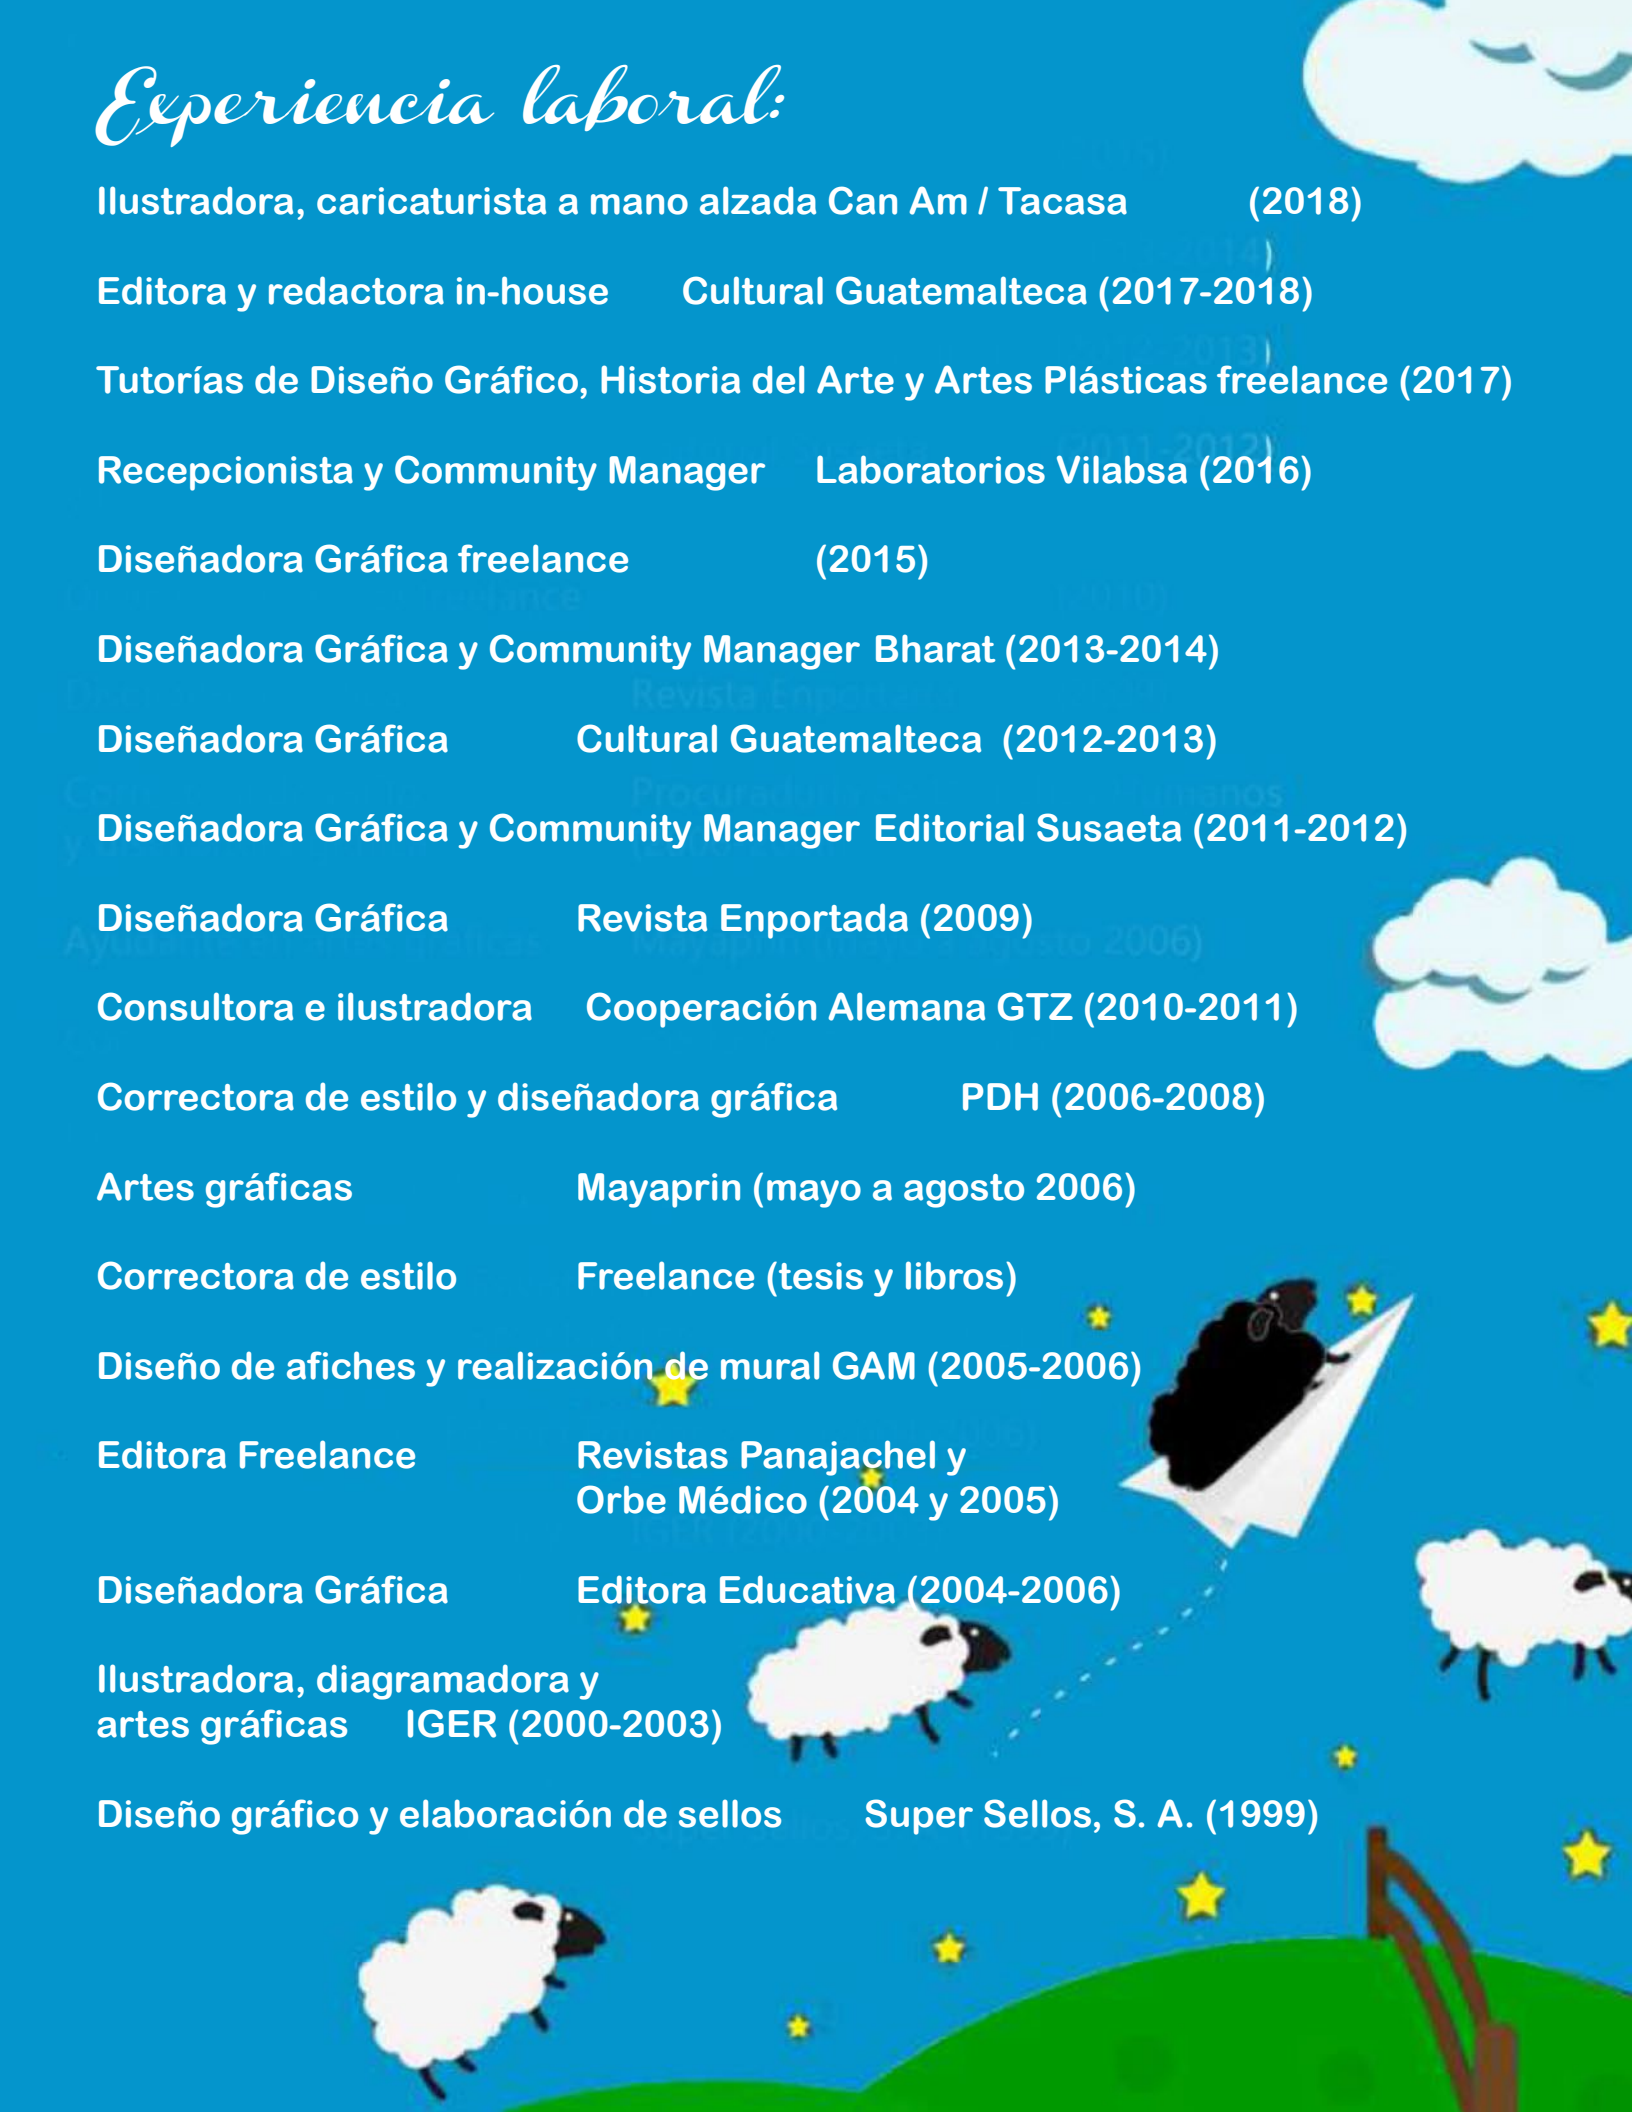 Experiencia laboral:
Ilustradora, caricaturista a mano alzada Can Am / Tacasa (2018)
Editora y redactora in-house Cultural Guatemalteca (2017-2018)
Tutorías de Diseño Gráfico, Historia del Arte y Artes Plásticas freelance (2017)
Recepcionista y Community Manager Laboratorios Vilabsa (2016)
Diseñadora Gráfica freelance (2015)
Diseñadora Gráfica y Community Manager Bharat (2013-2014)
Diseñadora Gráfica Cultural Guatemalteca (2012-2013)
Diseñadora Gráfica y Community Manager Editorial Susaeta (2011-2012)
Diseñadora Gráfica Revista Enportada (2009)
Consultora e ilustradora Cooperación Alemana GTZ (2010-2011)
Correctora de estilo y diseñadora gráfica PDH (2006-2008)
Artes gráficas Mayaprin (mayo a agosto 2006)
Correctora de estilo Freelance (tesis y libros)
Diseño de afiches y realización de mural GAM (2005-2006)
Editora Freelance Revistas Panajachel y
Orbe Médico (2004 y 2005)
Diseñadora Gráfica Editora Educativa (2004-2006)
Ilustradora, diagramadora y
artes gráficas IGER (2000-2003)
Diseño gráfico y elaboración de sellos Super Sellos, S. A. (1999)